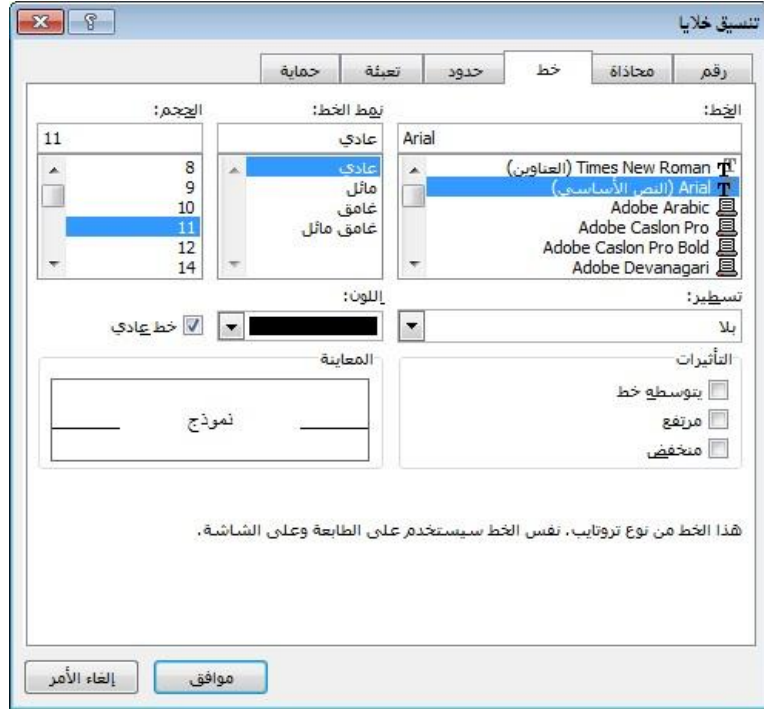 تنسيق خلايا
رقم محاذاة خط حدود تعبئة حماية
الخط: نمط الخط: الحجم:
Arial عادي 11
Times New Roman (العناوين) عادي 8
Arial (النص الأساسي) مائل 9
Adobe Arabic غامق 10
Adobe Caslon Pro غامق مائل 11
Adobe Caslon Pro Bold 12
Adobe Devanagari 14
تسطير: اللون:
بلا خط عادي
التأثيرات المعاينة
يتوسطه خط
مرتفع نموذج
منخفض
هذا الخط من نوع تروتايب. نفس الخط سيستخدم على الطابعة وعلى الشاشة.
موافق إلغاء الأمر